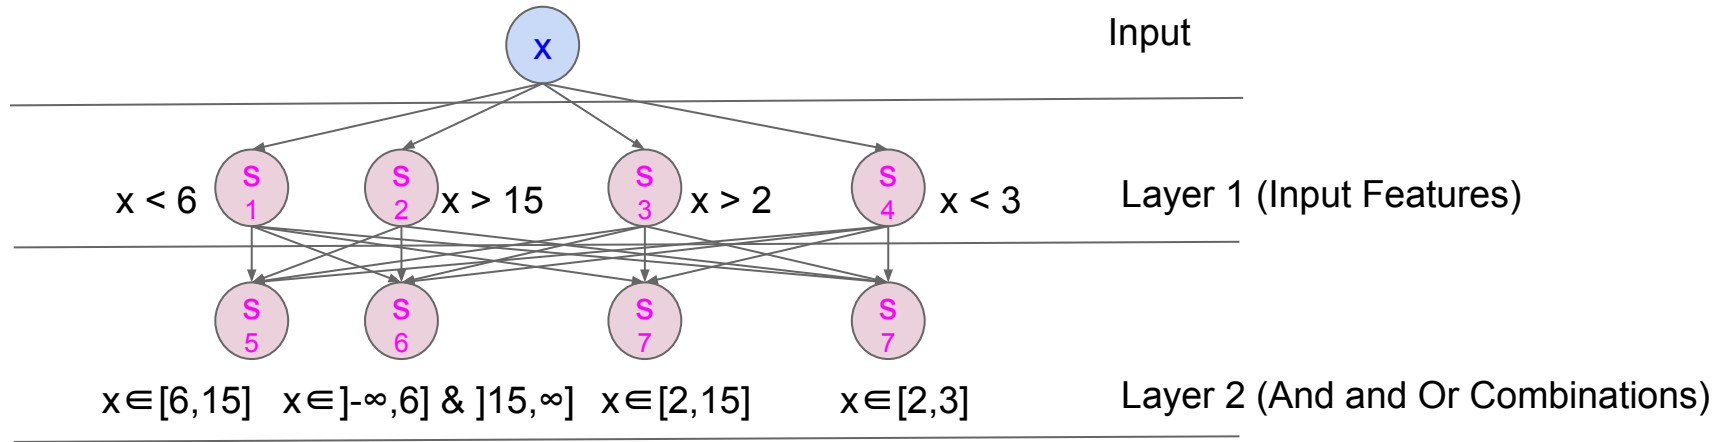 x
Input
x < 6
s
1
s
2
x > 15
s
3
x > 2
s
4
x < 3
Layer 1 (Input Features)
s
5
s
6
s
7
s
7
x∈[6,15]
x∈]-∞,6] & ]15,∞]
x∈[2,15]
x∈[2,3]
Layer 2 (And and Or Combinations)